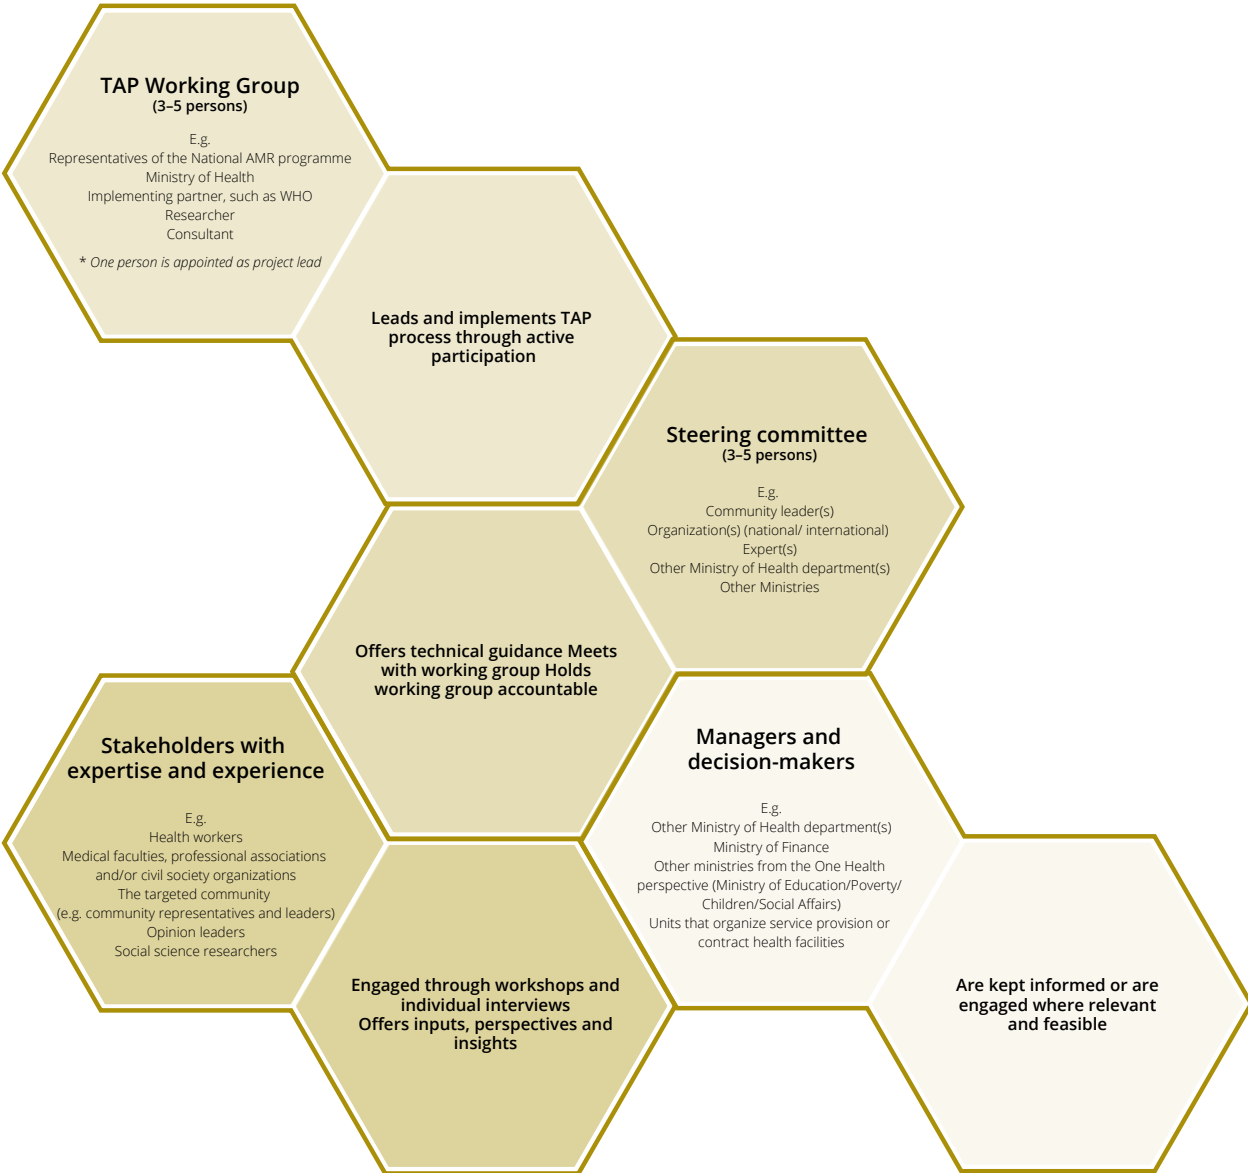 TAP Working Group
(3–5 persons)
E.g.
Representatives of the National AMR programme
Ministry of Health
Implementing partner, such as WHO
Researcher
Consultant
* One person is appointed as project lead
Leads and implements TAP
process through active
participation
Steering committee
(3–5 persons)
E.g.
Community leader(s)
Organization(s) (national/ international)
Expert(s)
Other Ministry of Health department(s)
Other Ministries
Offers technical guidance Meets
with working group Holds
working group accountable
Stakeholders with
expertise and experience
E.g.
Health workers
Medical faculties, professional associations
and/or civil society organizations
The targeted community
(e.g. community representatives and leaders)
Opinion leaders
Social science researchers
Engaged through workshops and
individual interviews
Offers inputs, perspectives and
insights
Managers and
decision-makers
E.g.
Other Ministry of Health department(s)
Ministry of Finance
Other ministries from the One Health
perspective (Ministry of Education/Poverty/
Children/Social Affairs)
Units that organize service provision or
contract health facilities
Are kept informed or are
engaged where relevant
and feasible